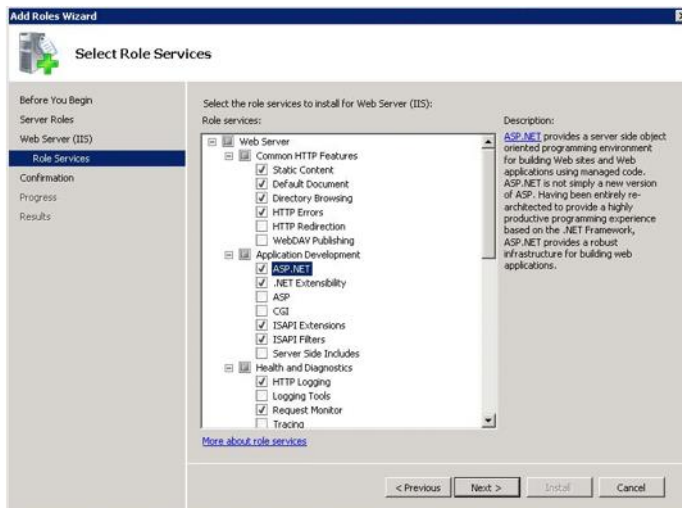 Add Roles Wizard
Select Role Services
Before You Begin
Server Roles
Web Server (IIS)
Role Services
Confirmation
Progress
Results
Select the role services to install for Web Server (IIS):
Role services:
Web Server
Common HTTP Features
Static Content
Default Document
Directory Browsing
HTTP Errors
HTTP Redirection
WebDAV Publishing
Application Development
ASP.NET
.NET Extensibility
ASP
CGI
ISAPI Extensions
ISAPI Filters
Server Side Includes
Health and Diagnostics
HTTP Logging
Logging Tools
Request Monitor
Tracing
Description:
ASP.NET provides a server side object
oriented programming environment
for building Web sites and Web
applications using managed code.
ASP.NET is not simply a new version
of ASP. Having been entirely re-
architected to provide a highly
productive programming experience
based on the .NET Framework,
ASP.NET provides a robust
infrastructure for building web
applications.
More about role services
< Previous
Next >
Install
Cancel